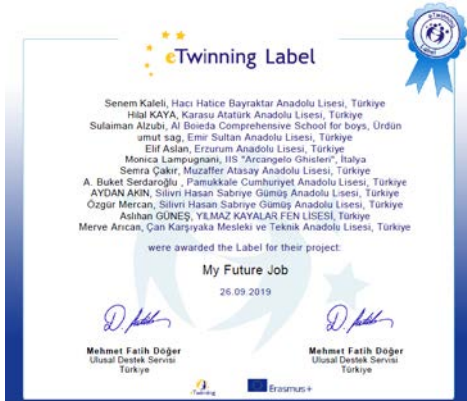 eTwinning Label
eTwinning
Label
Senem Kaleli, Hacı Hatice Bayraktar Anadolu Lisesi, Türkiye
Hilal KAYA, Karasu Atatürk Anadolu Lisesi, Türkiye
Sulaiman Alzubi, Al Boieda Comprehensive School for boys, Ürdün
umut sag, Emir Sultan Anadolu Lisesi, Türkiye
Elif Aslan, Erzurum Anadolu Lisesi, Türkiye
Monica Lampugnani, IIS "Arcangelo Ghisleri", İtalya
Semra Çakır, Muzaffer Atasay Anadolu Lisesi, Türkiye
A. Buket Serdaroğlu , Pamukkale Cumhuriyet Anadolu Lisesi, Türkiye
AYDAN AKIN, Silivri Hasan Sabriye Gümüş Anadolu Lisesi, Türkiye
Özgür Mercan, Silivri Hasan Sabriye Gümüş Anadolu Lisesi, Türkiye
Aslıhan GÜNEŞ, YILMAZ KAYALAR FEN LİSESİ, Türkiye
Merve Arıcan, Çan Karşıyaka Mesleki ve Teknik Anadolu Lisesi, Türkiye
were awarded the Label for their project:
My Future Job
26.09.2019
Mehmet Fatih Döğer
Ulusal Destek Servisi
Türkiye
Mehmet Fatih Döğer
Ulusal Destek Servisi
Türkiye
eTwinning
Erasmus+